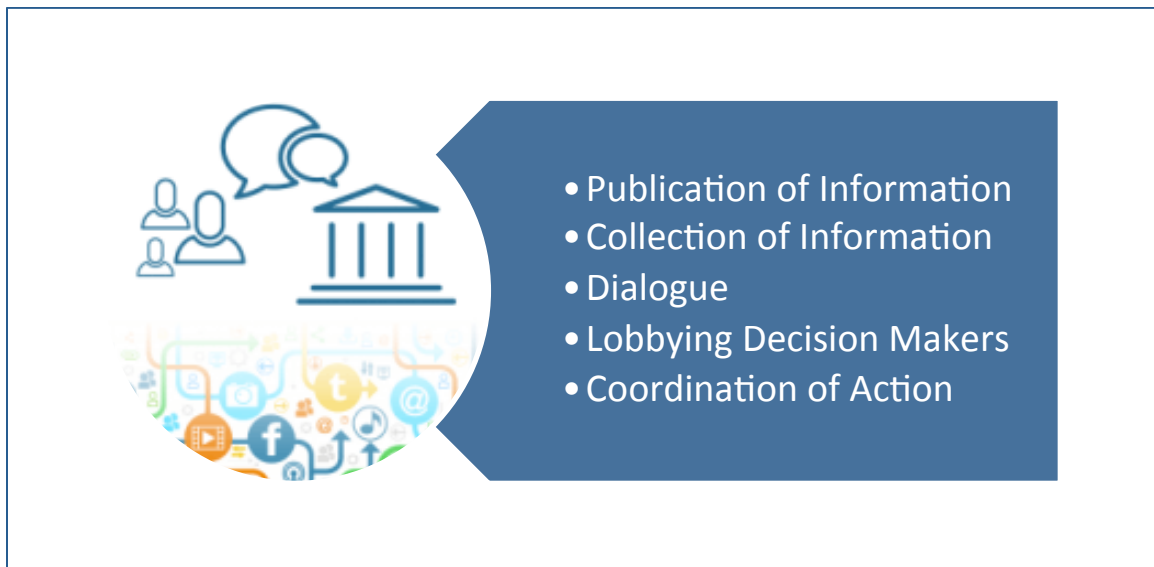 • Publication of Information
• Collection of Information
• Dialogue
• Lobbying Decision Makers
• Coordination of Action
t
@
f